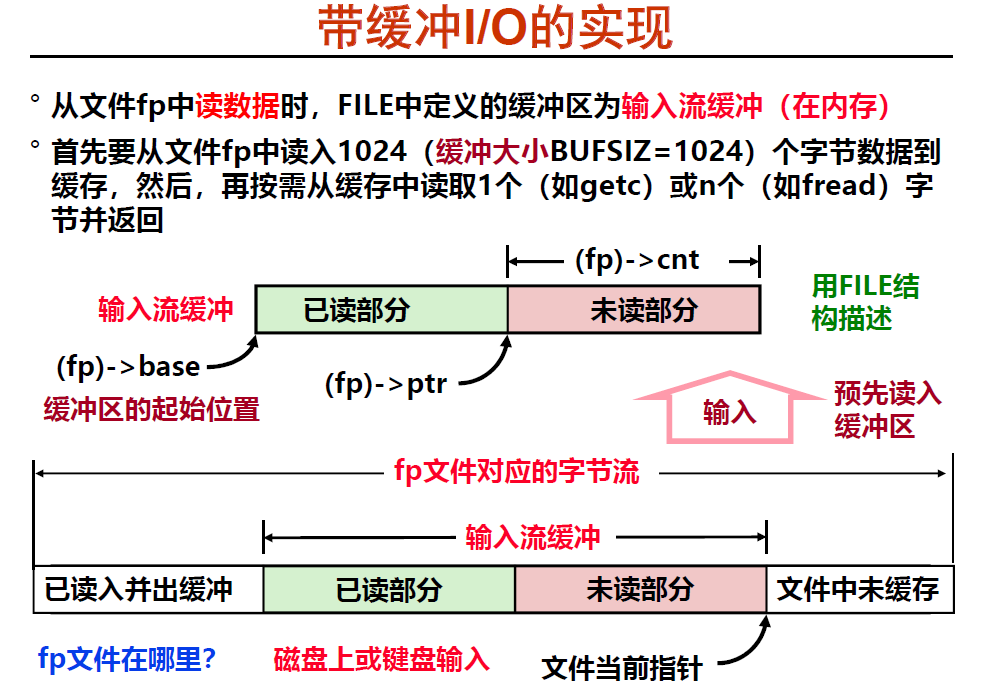 带缓冲I/O的实现
° 从文件fp中读数据时，FILE中定义的缓冲区为输入流缓冲（在内存）
° 首先要从文件fp中读入1024（缓冲大小BUFSIZ=1024）个字节数据到
缓存，然后，再按需从缓存中读取1个（如getc）或n个（如fread）字
节并返回
(fp)->cnt
输入流缓冲 已读部分 未读部分
用FILE结
构描述
(fp)->base
(fp)->ptr
缓冲区的起始位置
输入
预先读入
缓冲区
fp文件对应的字节流
输入流缓冲
已读入并出缓冲 已读部分 未读部分 文件中未缓存
fp文件在哪里？ 磁盘上或键盘输入 文件当前指针